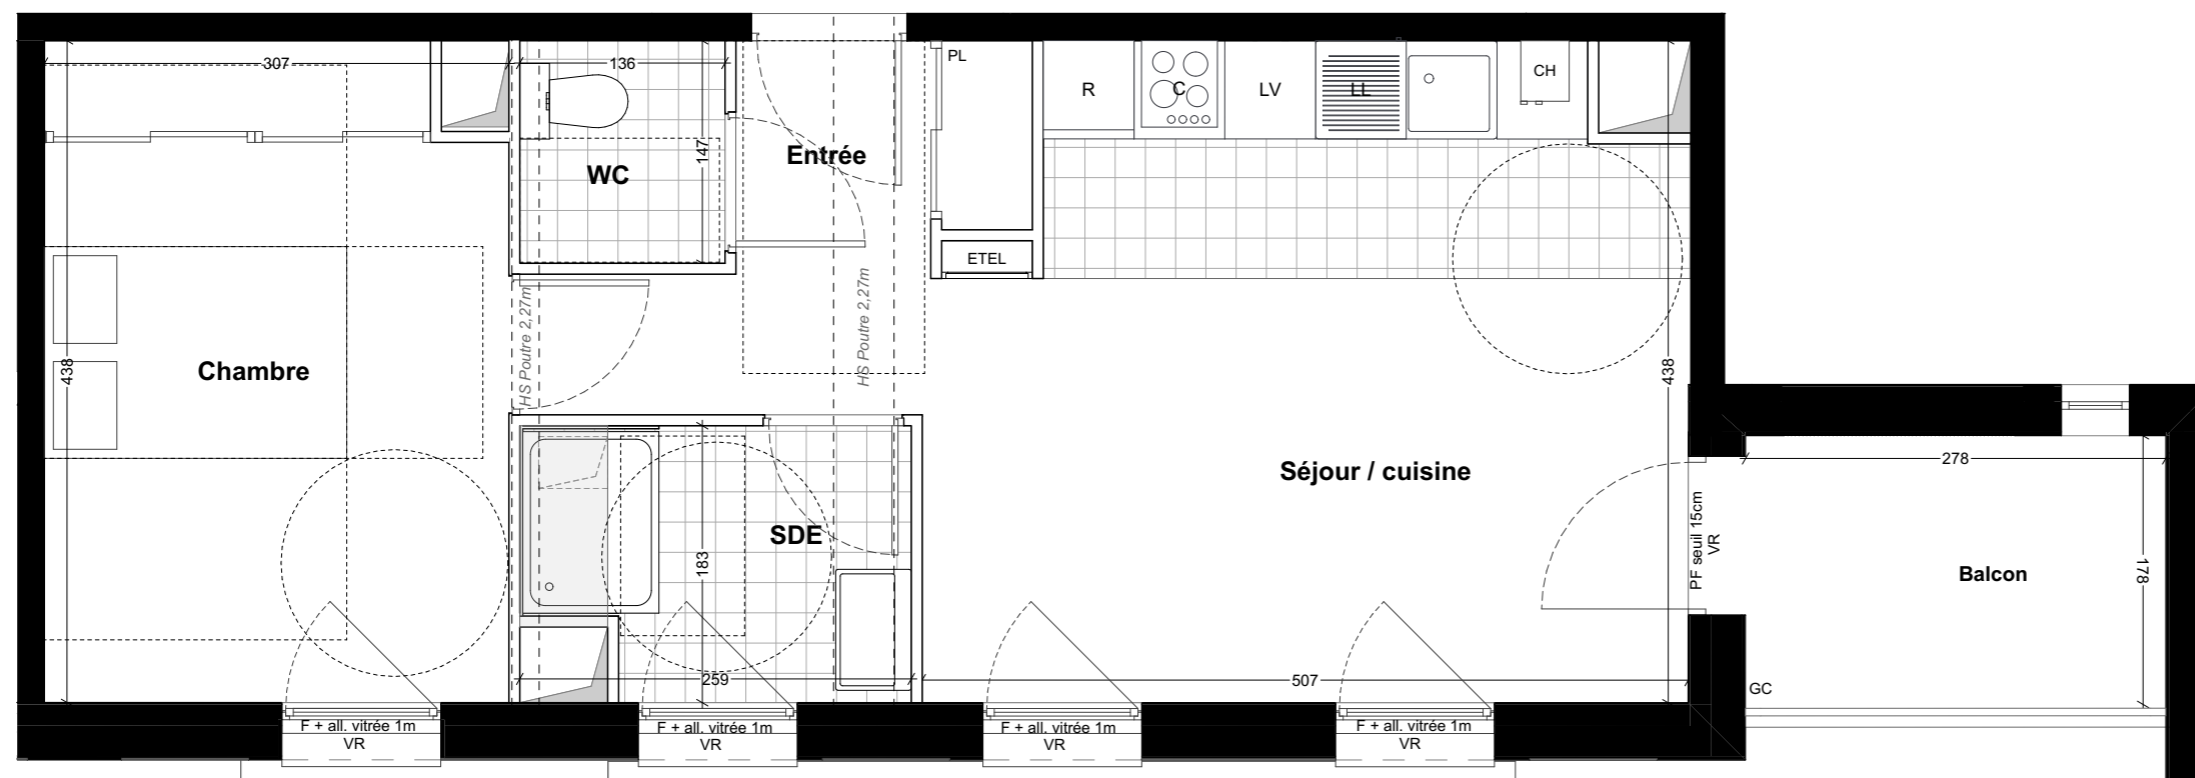 307
136
PL
R
C
LV
LL
CH
147
Entrée
WC
ETEL
HS Poutre 2,27m
HS Poutre 2,27m
438
Chambre
438
278
Séjour / cuisine
PF seuil 15cm
VR
SDE
183
Balcon
178
259
507
GC
F + all. vitrée 1m
VR
F + all. vitrée 1m
VR
F + all. vitrée 1m
VR
F + all. vitrée 1m
VR